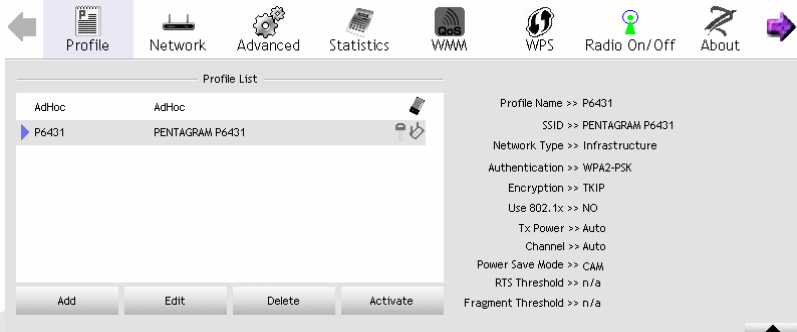 Profile Network Advanced Statistics QoS WMM WPS Radio On/Off About
Profile List
AdHoc AdHoc
P6431 PENTAGRAM P6431
Add Edit Delete Activate
Profile Name >> P6431
SSID >> PENTAGRAM P6431
Network Type >> Infrastructure
Authentication >> WPA2-PSK
Encryption >> TKIP
Use 802.1x >> NO
Tx Power >> Auto
Channel >> Auto
Power Save Mode >> CAM
RTS Threshold >> n/a
Fragment Threshold >> n/a